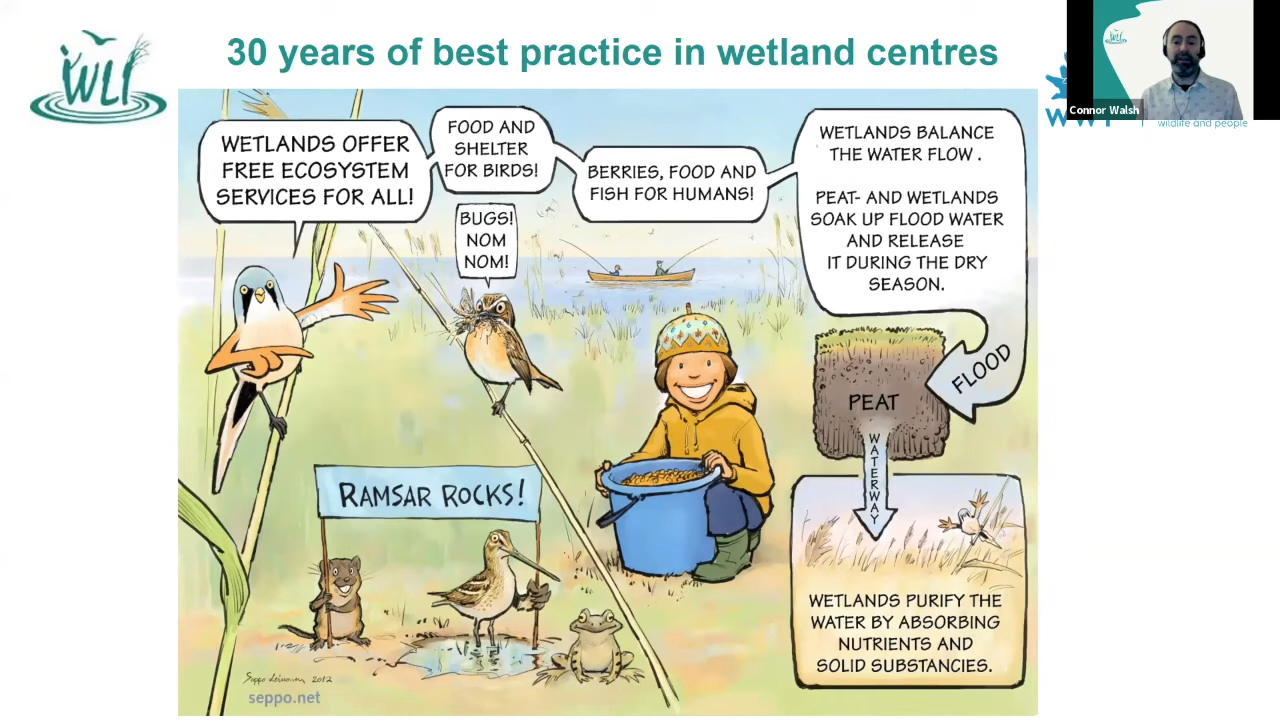 WLI
30 years of best practice in wetland centres
WLI
Connor Walsh
wildlife and people
WETLANDS OFFER
FREE ECOSYSTEM
SERVICES FOR ALL!
FOOD AND
SHELTER
FOR BIRDS!
BUGS!
NOM
NOM!
BERRIES, FOOD AND
FISH FOR HUMANS!
WETLANDS BALANCE
THE WATER FLOW .
PEAT- AND WETLANDS
SOAK UP FLOOD WATER
AND RELEASE
IT DURING THE DRY
SEASON.
FLOOD
PEAT
WATERWAY
WETLANDS PURIFY THE
WATER BY ABSORBING
NUTRIENTS AND
SOLID SUBSTANCIES.
RAMSAR ROCKS!
Seppo Leinonen 2012
seppo.net